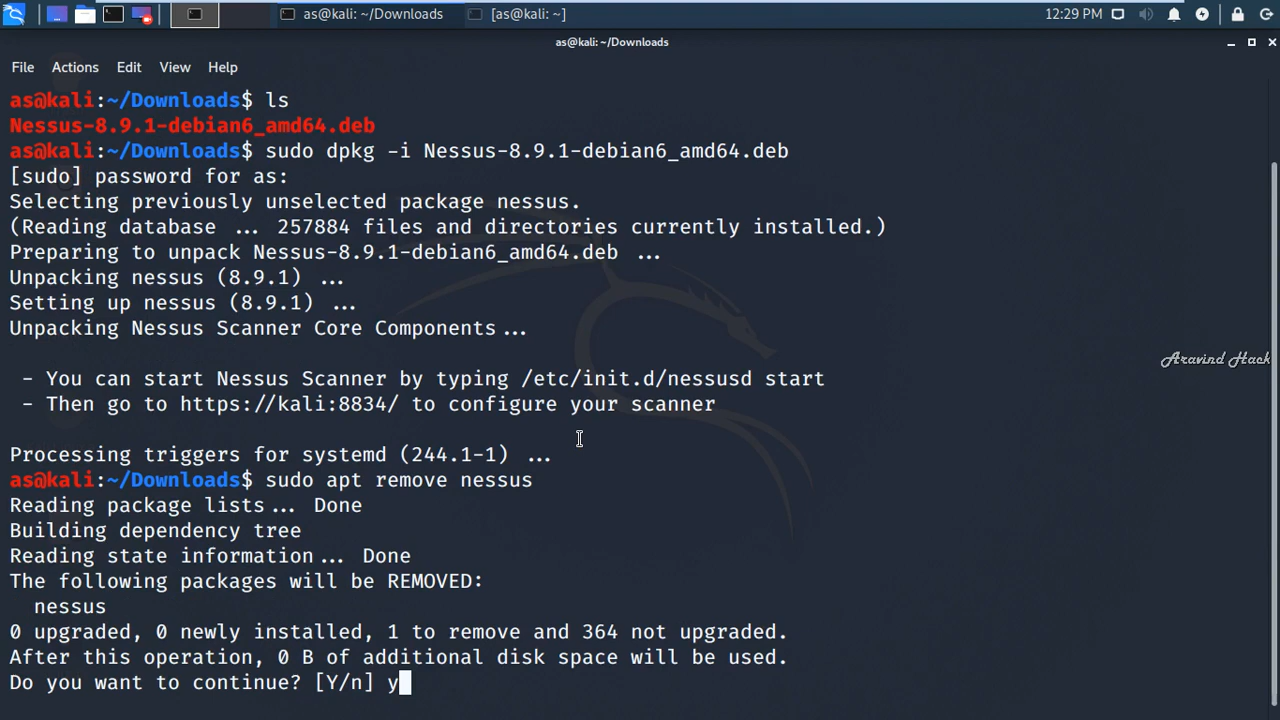 as@kali: ~/Downloads
[as@kali: ~]
12:29 PM
as@kali: ~/Downloads
File Actions Edit View Help
as@kali:~/Downloads$ ls
Nessus-8.9.1-debian6_amd64.deb
as@kali:~/Downloads$ sudo dpkg -i Nessus-8.9.1-debian6_amd64.deb
[sudo] password for as:
Selecting previously unselected package nessus.
(Reading database ... 257884 files and directories currently installed.)
Preparing to unpack Nessus-8.9.1-debian6_amd64.deb ...
Unpacking nessus (8.9.1) ...
Setting up nessus (8.9.1) ...
Unpacking Nessus Scanner Core Components...
- You can start Nessus Scanner by typing /etc/init.d/nessusd start
Aravind Hack
- Then go to https://kali:8834/ to configure your scanner
Processing triggers for systemd (244.1-1) ...
as@kali:~/Downloads$ sudo apt remove nessus
Reading package lists... Done
Building dependency tree
Reading state information... Done
The following packages will be REMOVED:
nessus
0 upgraded, 0 newly installed, 1 to remove and 364 not upgraded.
After this operation, 0 B of additional disk space will be used.
Do you want to continue? [Y/n] y